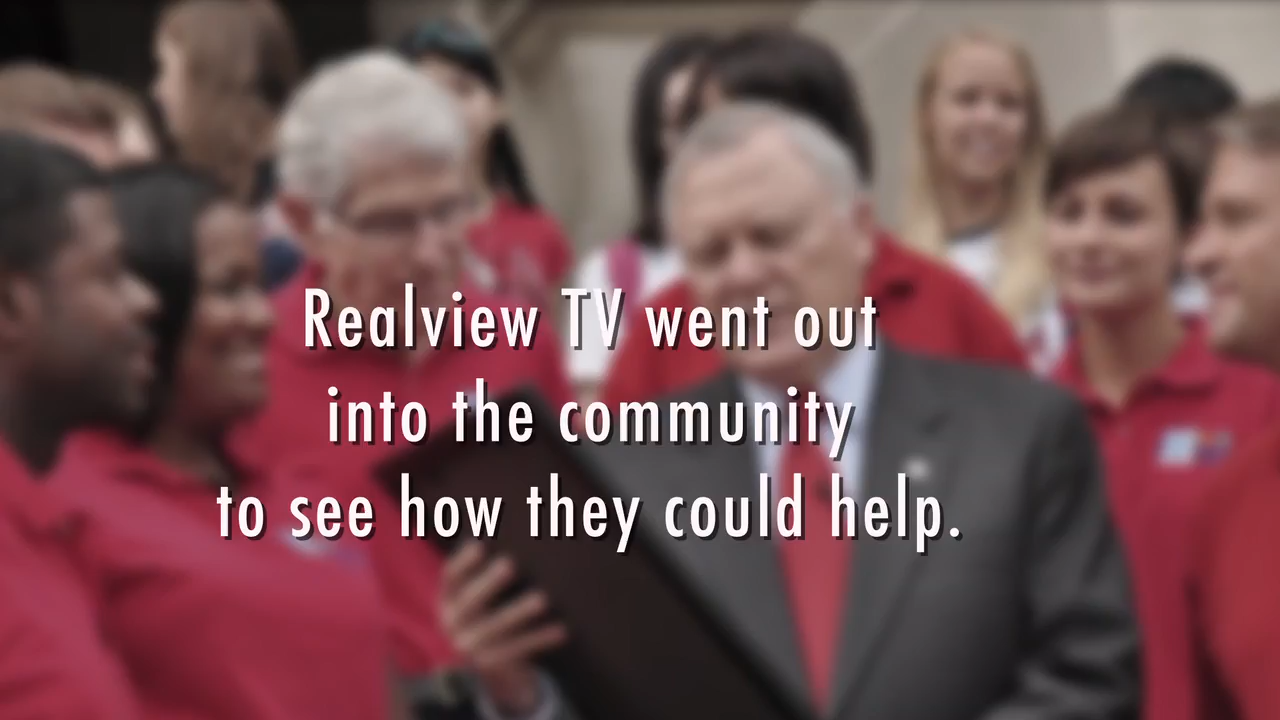 Realview TV went out
into the community
to see how they could help.